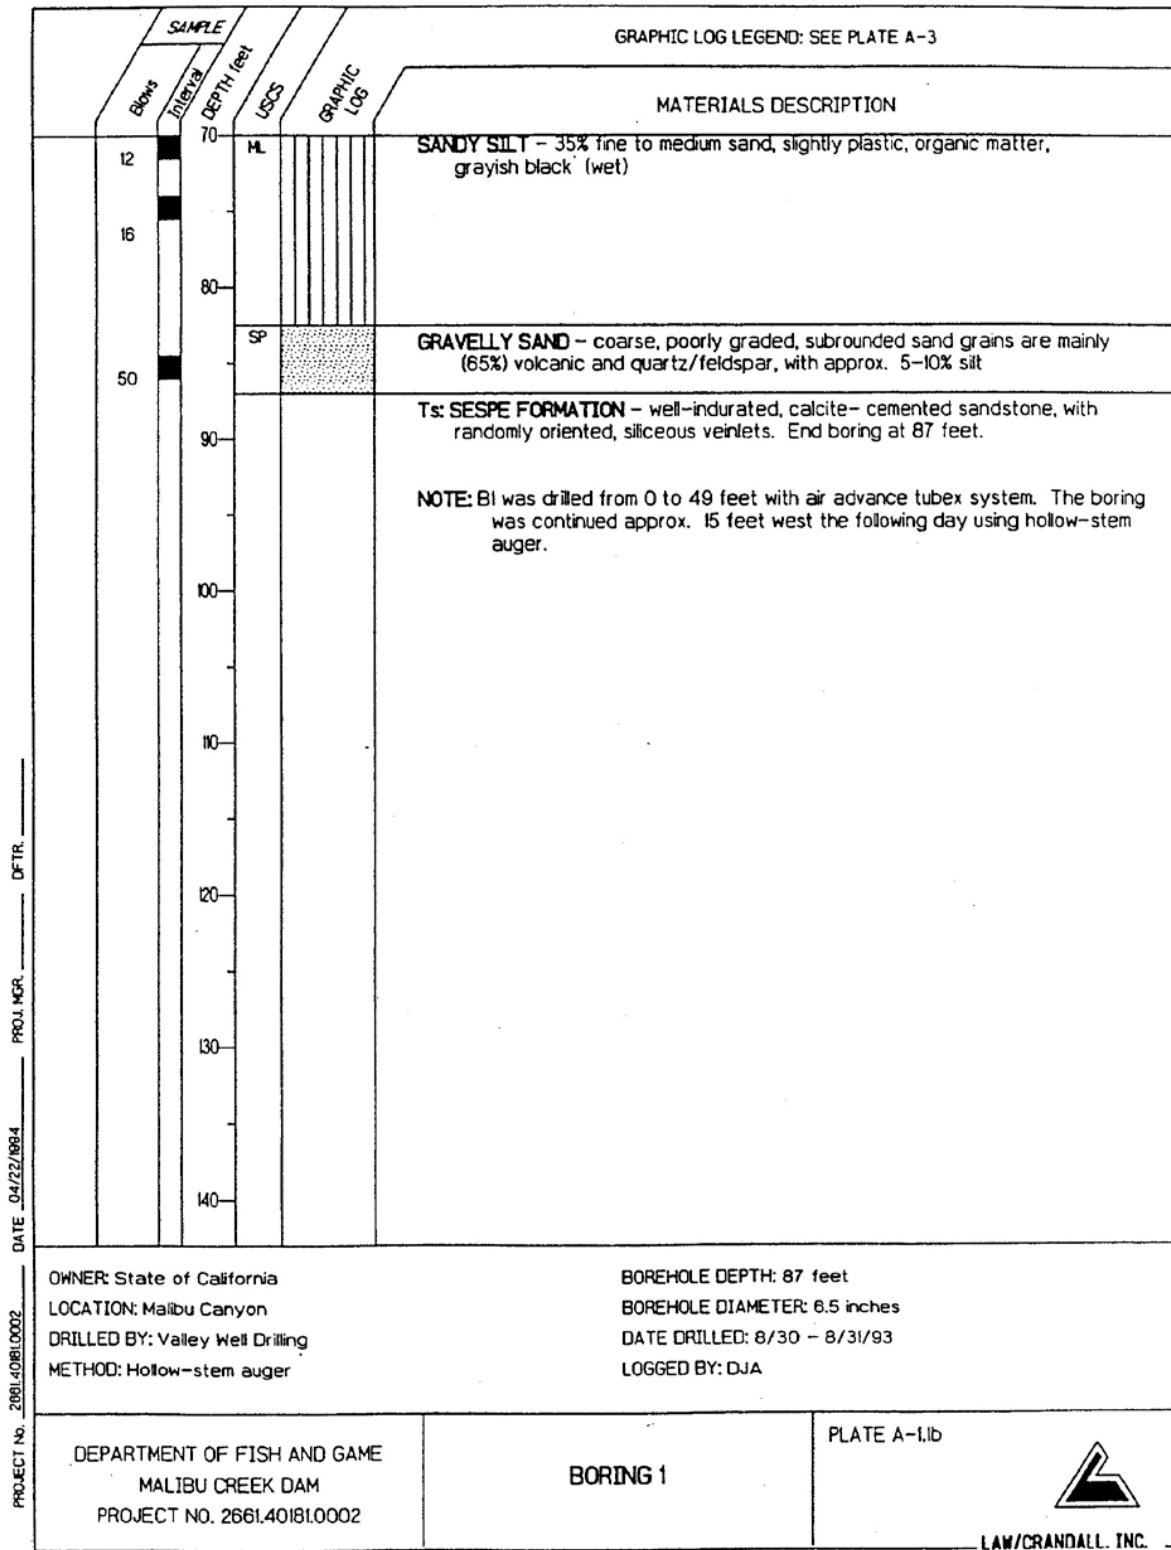 SAMPLE
GRAPHIC LOG LEGEND: SEE PLATE A-3
Blows
Interval
DEPTH feet
USCS
GRAPHIC
LOG
MATERIALS DESCRIPTION
70
12
ML
SANDY SILT - 35% fine to medium sand, slightly plastic, organic matter,
grayish black (wet)
16
80
SP
GRAVELLY SAND - coarse, poorly graded, subrounded sand grains are mainly
(65%) volcanic and quartz/feldspar, with approx. 5-10% silt
50
Ts: SESPE FORMATION - well-indurated, calcite- cemented sandstone, with
randomly oriented, siliceous veinlets. End boring at 87 feet.
90
NOTE: B1 was drilled from 0 to 49 feet with air advance tubex system. The boring
was continued approx. 15 feet west the following day using hollow-stem
auger.
100
110
120
130
140
PROJECT No. 2661.40181.0002 DATE 04/22/1994 PROJ. MGR. DFTR.
OWNER: State of California
LOCATION: Malibu Canyon
DRILLED BY: Valley Well Drilling
METHOD: Hollow-stem auger
BOREHOLE DEPTH: 87 feet
BOREHOLE DIAMETER: 6.5 inches
DATE DRILLED: 8/30 - 8/31/93
LOGGED BY: DJA
DEPARTMENT OF FISH AND GAME
MALIBU CREEK DAM
PROJECT NO. 2661.40181.0002
BORING 1
PLATE A-1.1b
LAW/CRANDALL, INC.